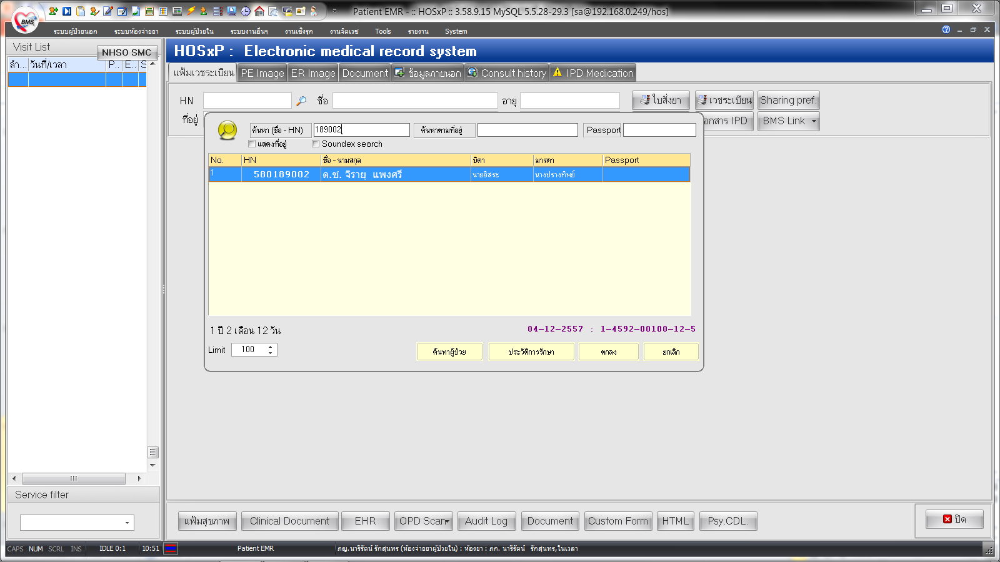 Patient EMR - :: HOSxP :: 3.58.9.15 MySQL 5.5.28-29.3 [sa@192.168.0.249/hos]
BMS
ระบบผู้ป่วยนอก ระบบห้องจ่ายยา ระบบผู้ป่วยใน ระบบงานอื่นๆ งานเชิงรุก งานจิตเวช Tools รายงาน System
Visit List
NHSO SMC
ลำ... วันที่/เวลา P.. E.. S
HOSxP : Electronic medical record system
แฟ้มเวชระเบียน PE Image ER Image Document ข้อมูลภายนอก Consult history IPD Medication
HN ชื่อ อายุ ใบสั่งยา เวชระเบียน Sharing pref.
ที่อยู่ อกสาร IPD BMS Link
ค้นหา (ชื่อ - HN) 189002 ค้นหาตามที่อยู่ Passport
แสดงที่อยู่ Soundex search
No. HN ชื่อ - นามสกุล บิดา มารดา Passport
1 580189002 ด.ช. จิรายุ แพงศรี นายอิสระ นางปรางทิพย์
1 ปี 2 เดือน 12 วัน 04-12-2557 : 1-4592-00100-12-5
Limit 100 ค้นหาผู้ป่วย ประวัติการรักษา ตกลง ยกเลิก
Service filter
แฟ้มสุขภาพ Clinical Document EHR OPD Scan Audit Log Document Custom Form HTML Psy.CDL. ปิด
CAPS NUM SCRL INS IDLE 0:1 10:51 Patient EMR ภญ.นารีรัตน์ รักสุนทร (ห้องจ่ายยาผู้ป่วยใน) : ห้องยา : ภก. นารีรัตน์ รักสุนทร,ในเวลา